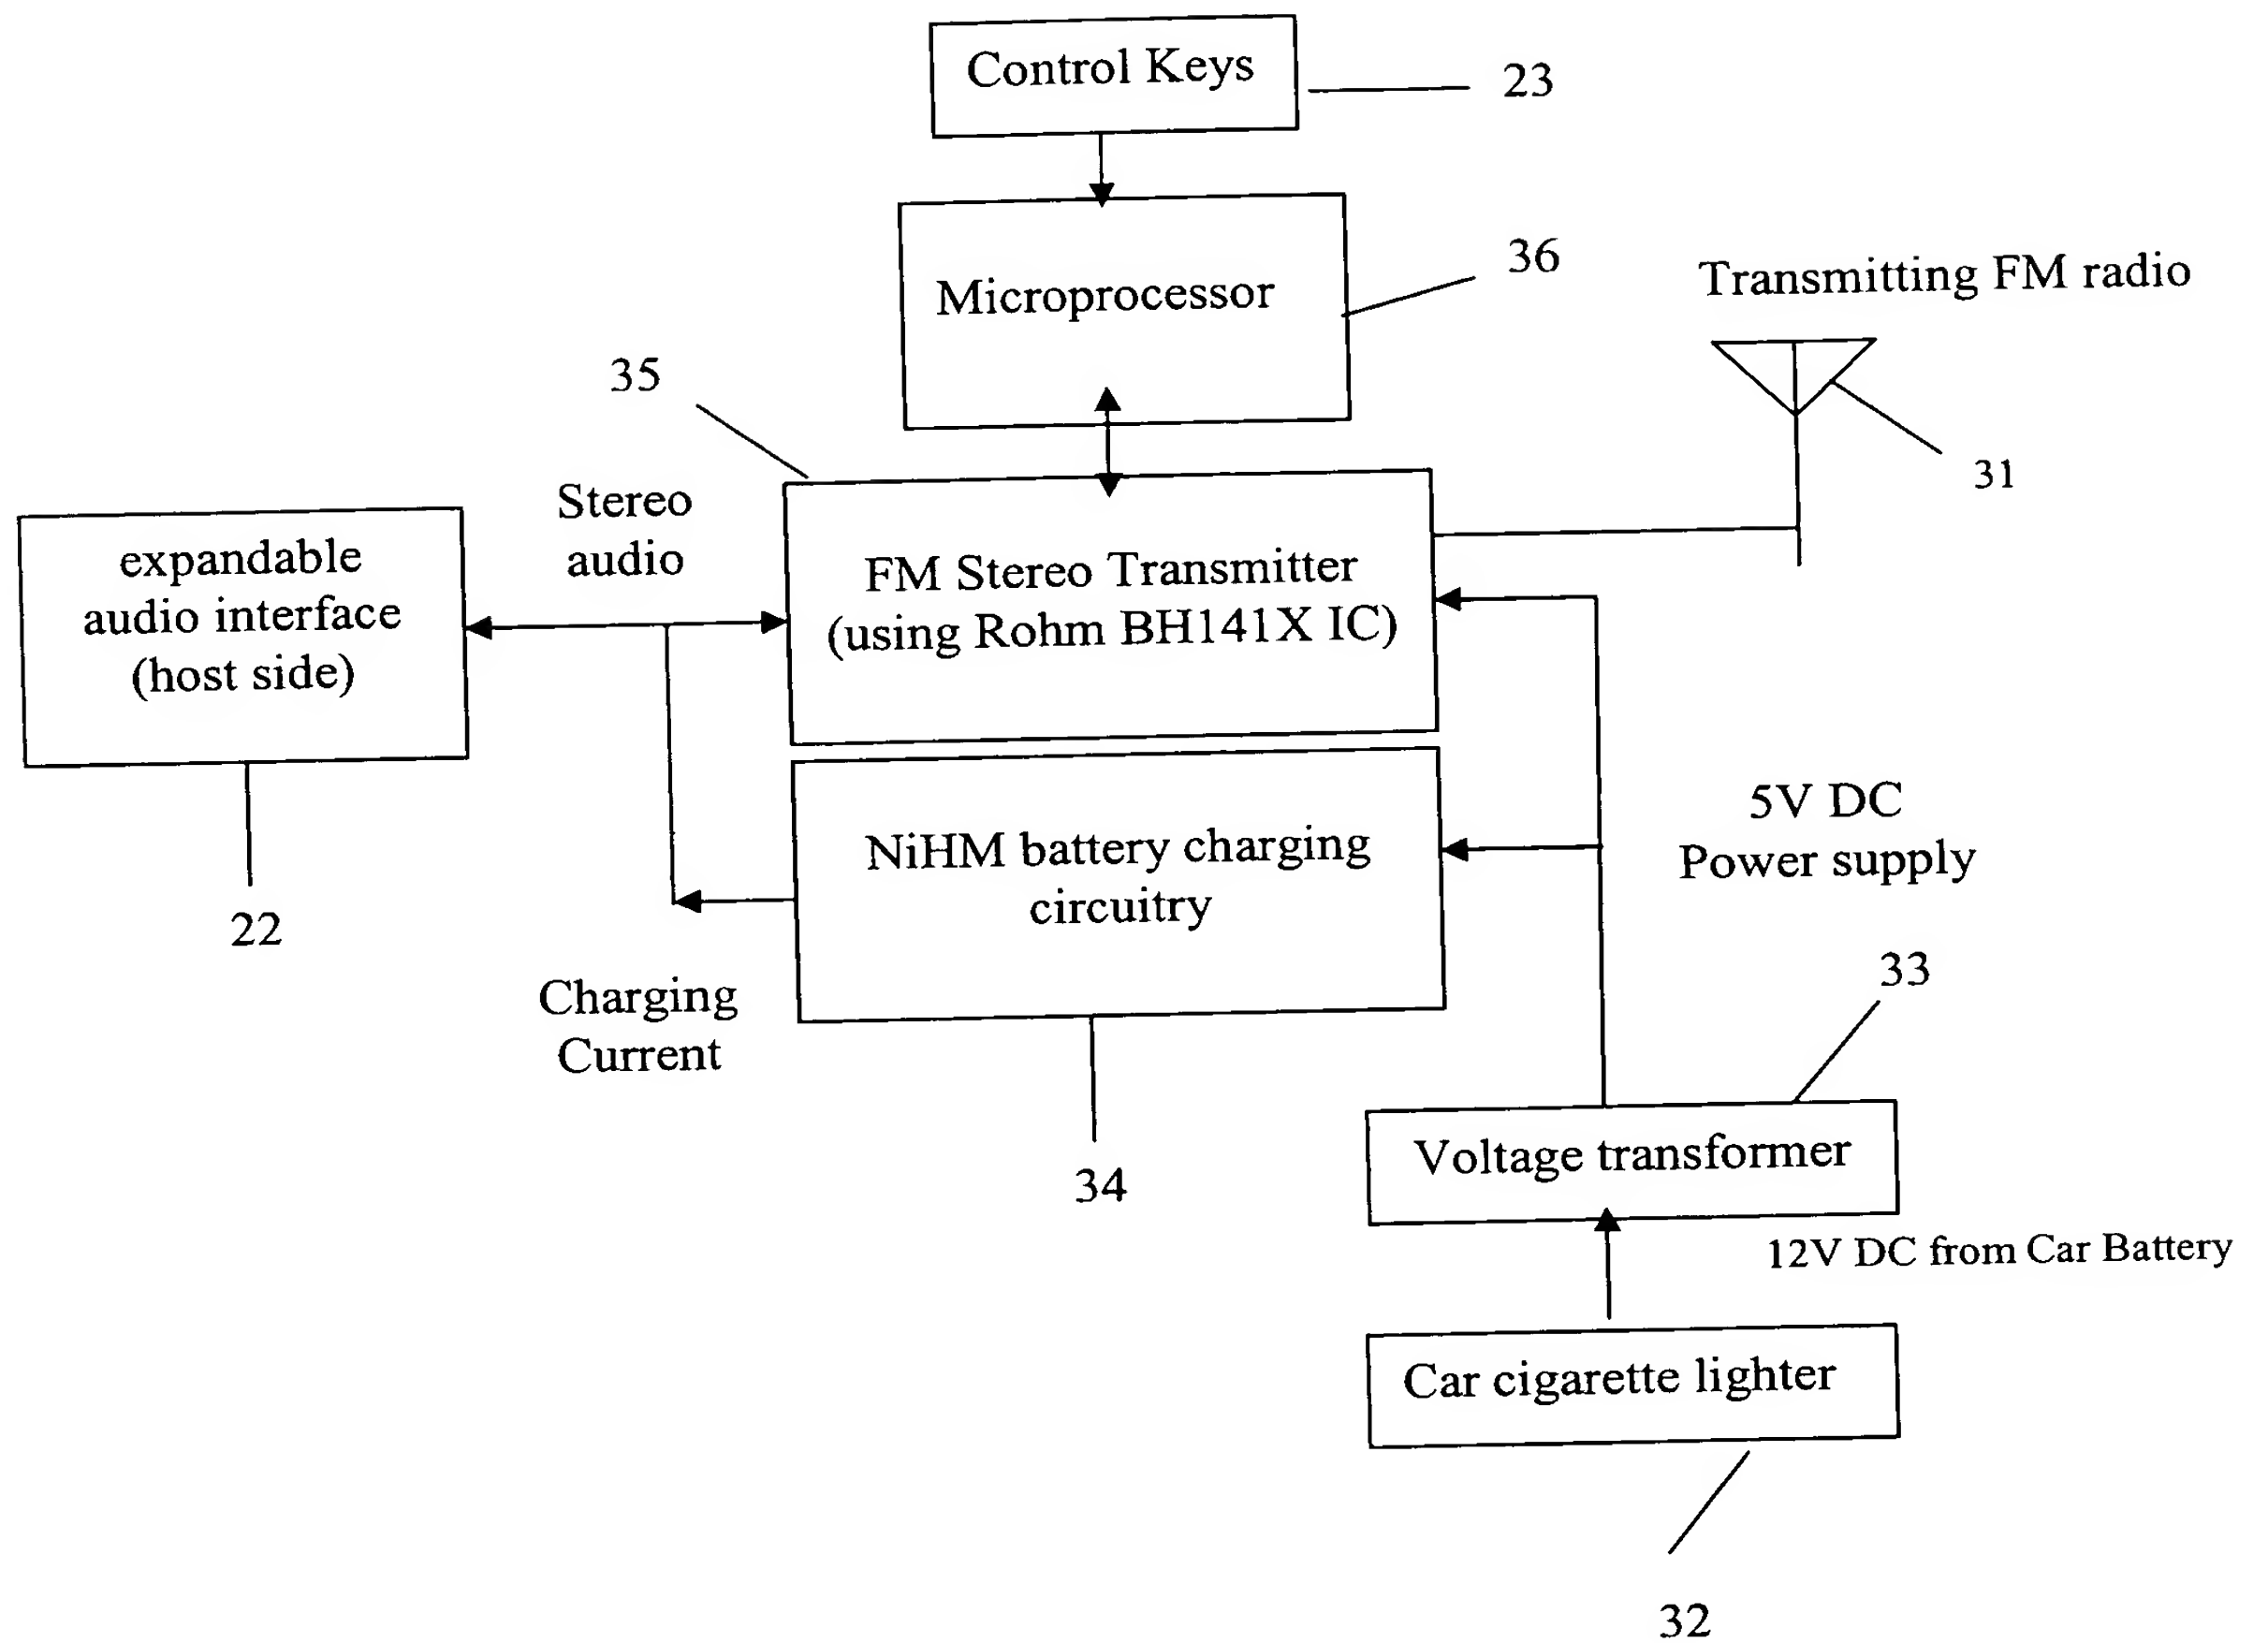 Control Keys
23
Microprocessor
36
Transmitting FM radio
35
31
Stereo
audio
expandable
audio interface
(host side)
FM Stereo Transmitter
(using Rohm BH141X IC)
22
NiHM battery charging
circuitry
5V DC
Power supply
Charging
Current
33
34
Voltage transformer
12V DC from Car Battery
Car cigarette lighter
32